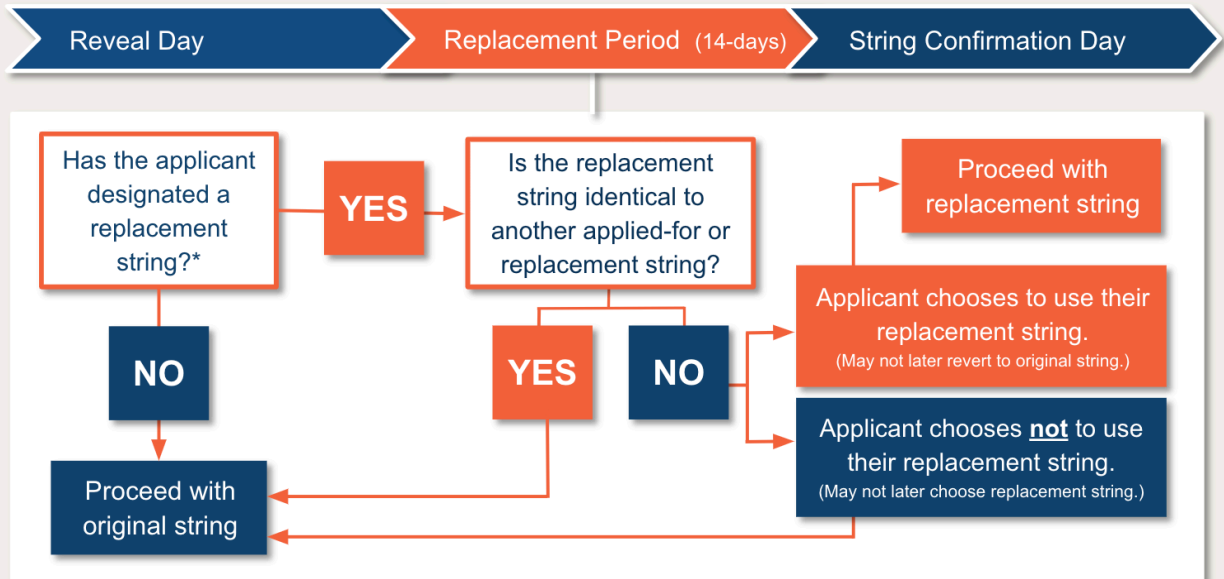 Reveal Day
Replacement Period (14-days)
String Confirmation Day
Has the applicant
designated a
replacement
string?*
YES
Is the replacement
string identical to
another applied-for or
replacement string?
Proceed with
replacement string
NO
YES
NO
Applicant chooses to use their
replacement string.
(May not later revert to original string.)
Applicant chooses not to use
their replacement string.
(May not later choose replacement string.)
Proceed with
original string